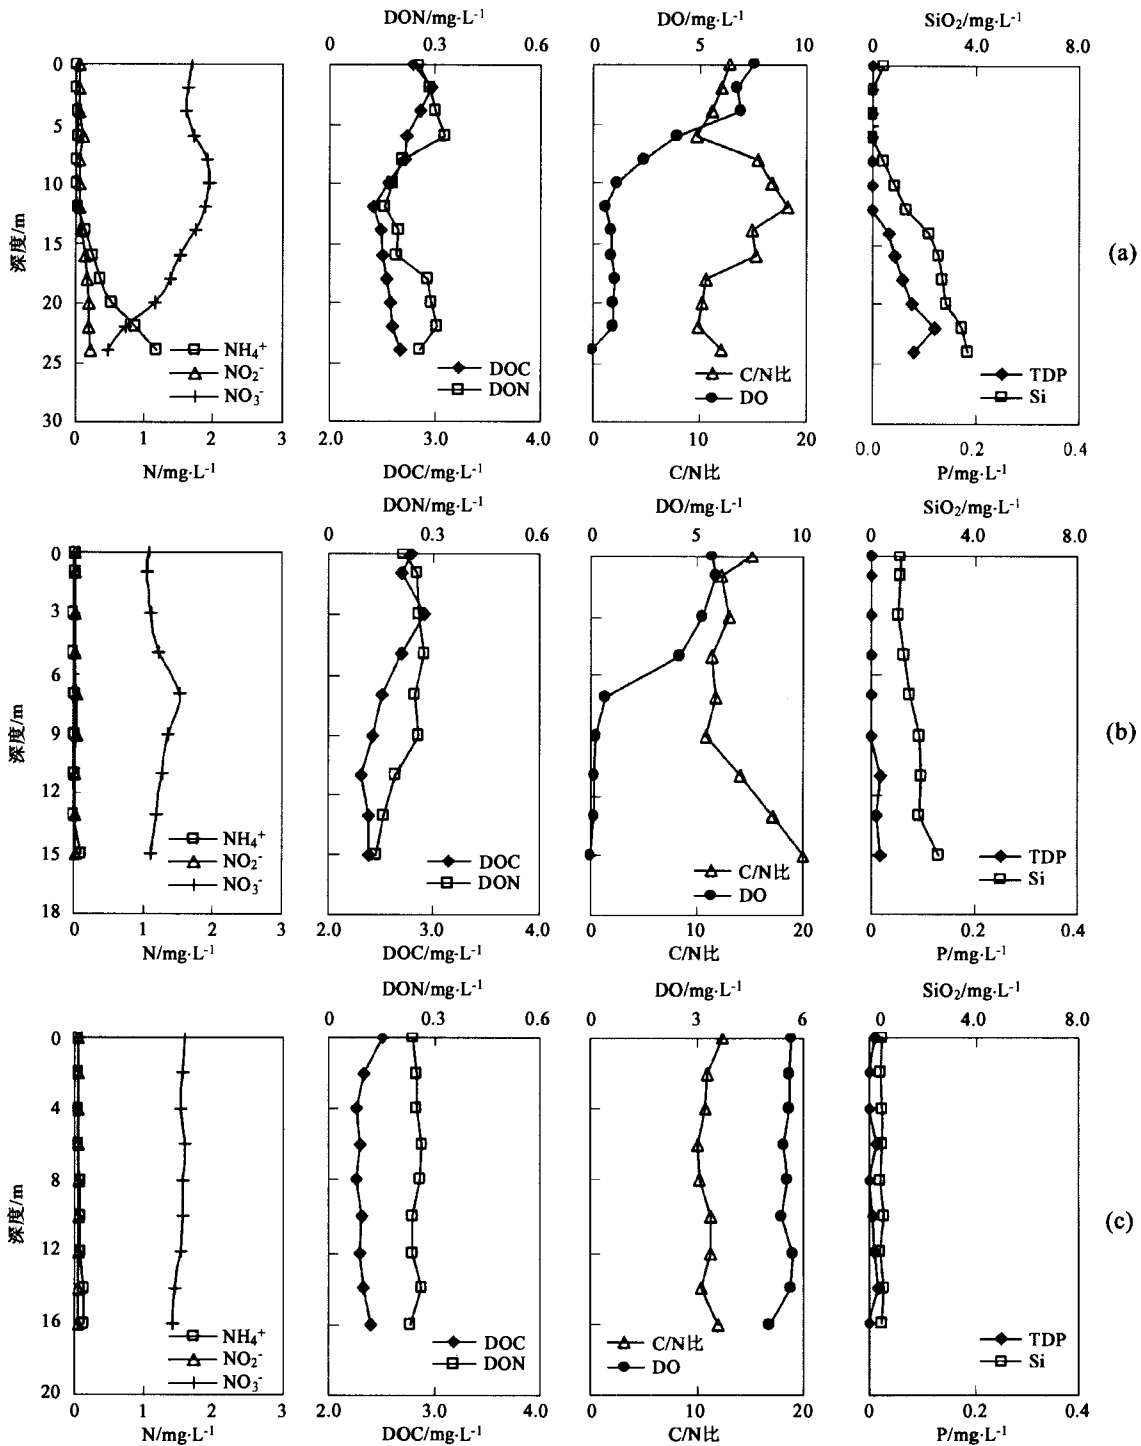 DON/mg·L⁻¹ DO/mg·L⁻¹ SiO₂/mg·L⁻¹
0 0.3 0.6 0 5 10 0 4.0 8.0
0
5
10
15
20
25
30
深度/m
NH₄⁺
NO₂⁻
NO₃⁻
DOC
DON
C/N比
DO
TDP
Si
(a)
0 1 2 3 2.0 3.0 4.0 0 10 20 0.0 0.2 0.4
N/mg·L⁻¹ DOC/mg·L⁻¹ C/N比 P/mg·L⁻¹
DON/mg·L⁻¹ DO/mg·L⁻¹ SiO₂/mg·L⁻¹
0 0.3 0.6 0 5 10 0 4.0 8.0
0
3
6
9
12
15
18
深度/m
NH₄⁺
NO₂⁻
NO₃⁻
DOC
DON
C/N比
DO
TDP
Si
(b)
0 1 2 3 2.0 3.0 4.0 0 10 20 0 0.2 0.4
N/mg·L⁻¹ DOC/mg·L⁻¹ C/N比 P/mg·L⁻¹
DON/mg·L⁻¹ DO/mg·L⁻¹ SiO₂/mg·L⁻¹
0 0.3 0.6 0 3 6 0 4.0 8.0
0
4
8
12
16
20
深度/m
NH₄⁺
NO₂⁻
NO₃⁻
DOC
DON
C/N比
DO
TDP
Si
(c)
0 1 2 3 2.0 3.0 4.0 0 10 20 0 0.2 0.4
N/mg·L⁻¹ DOC/mg·L⁻¹ C/N比 P/mg·L⁻¹